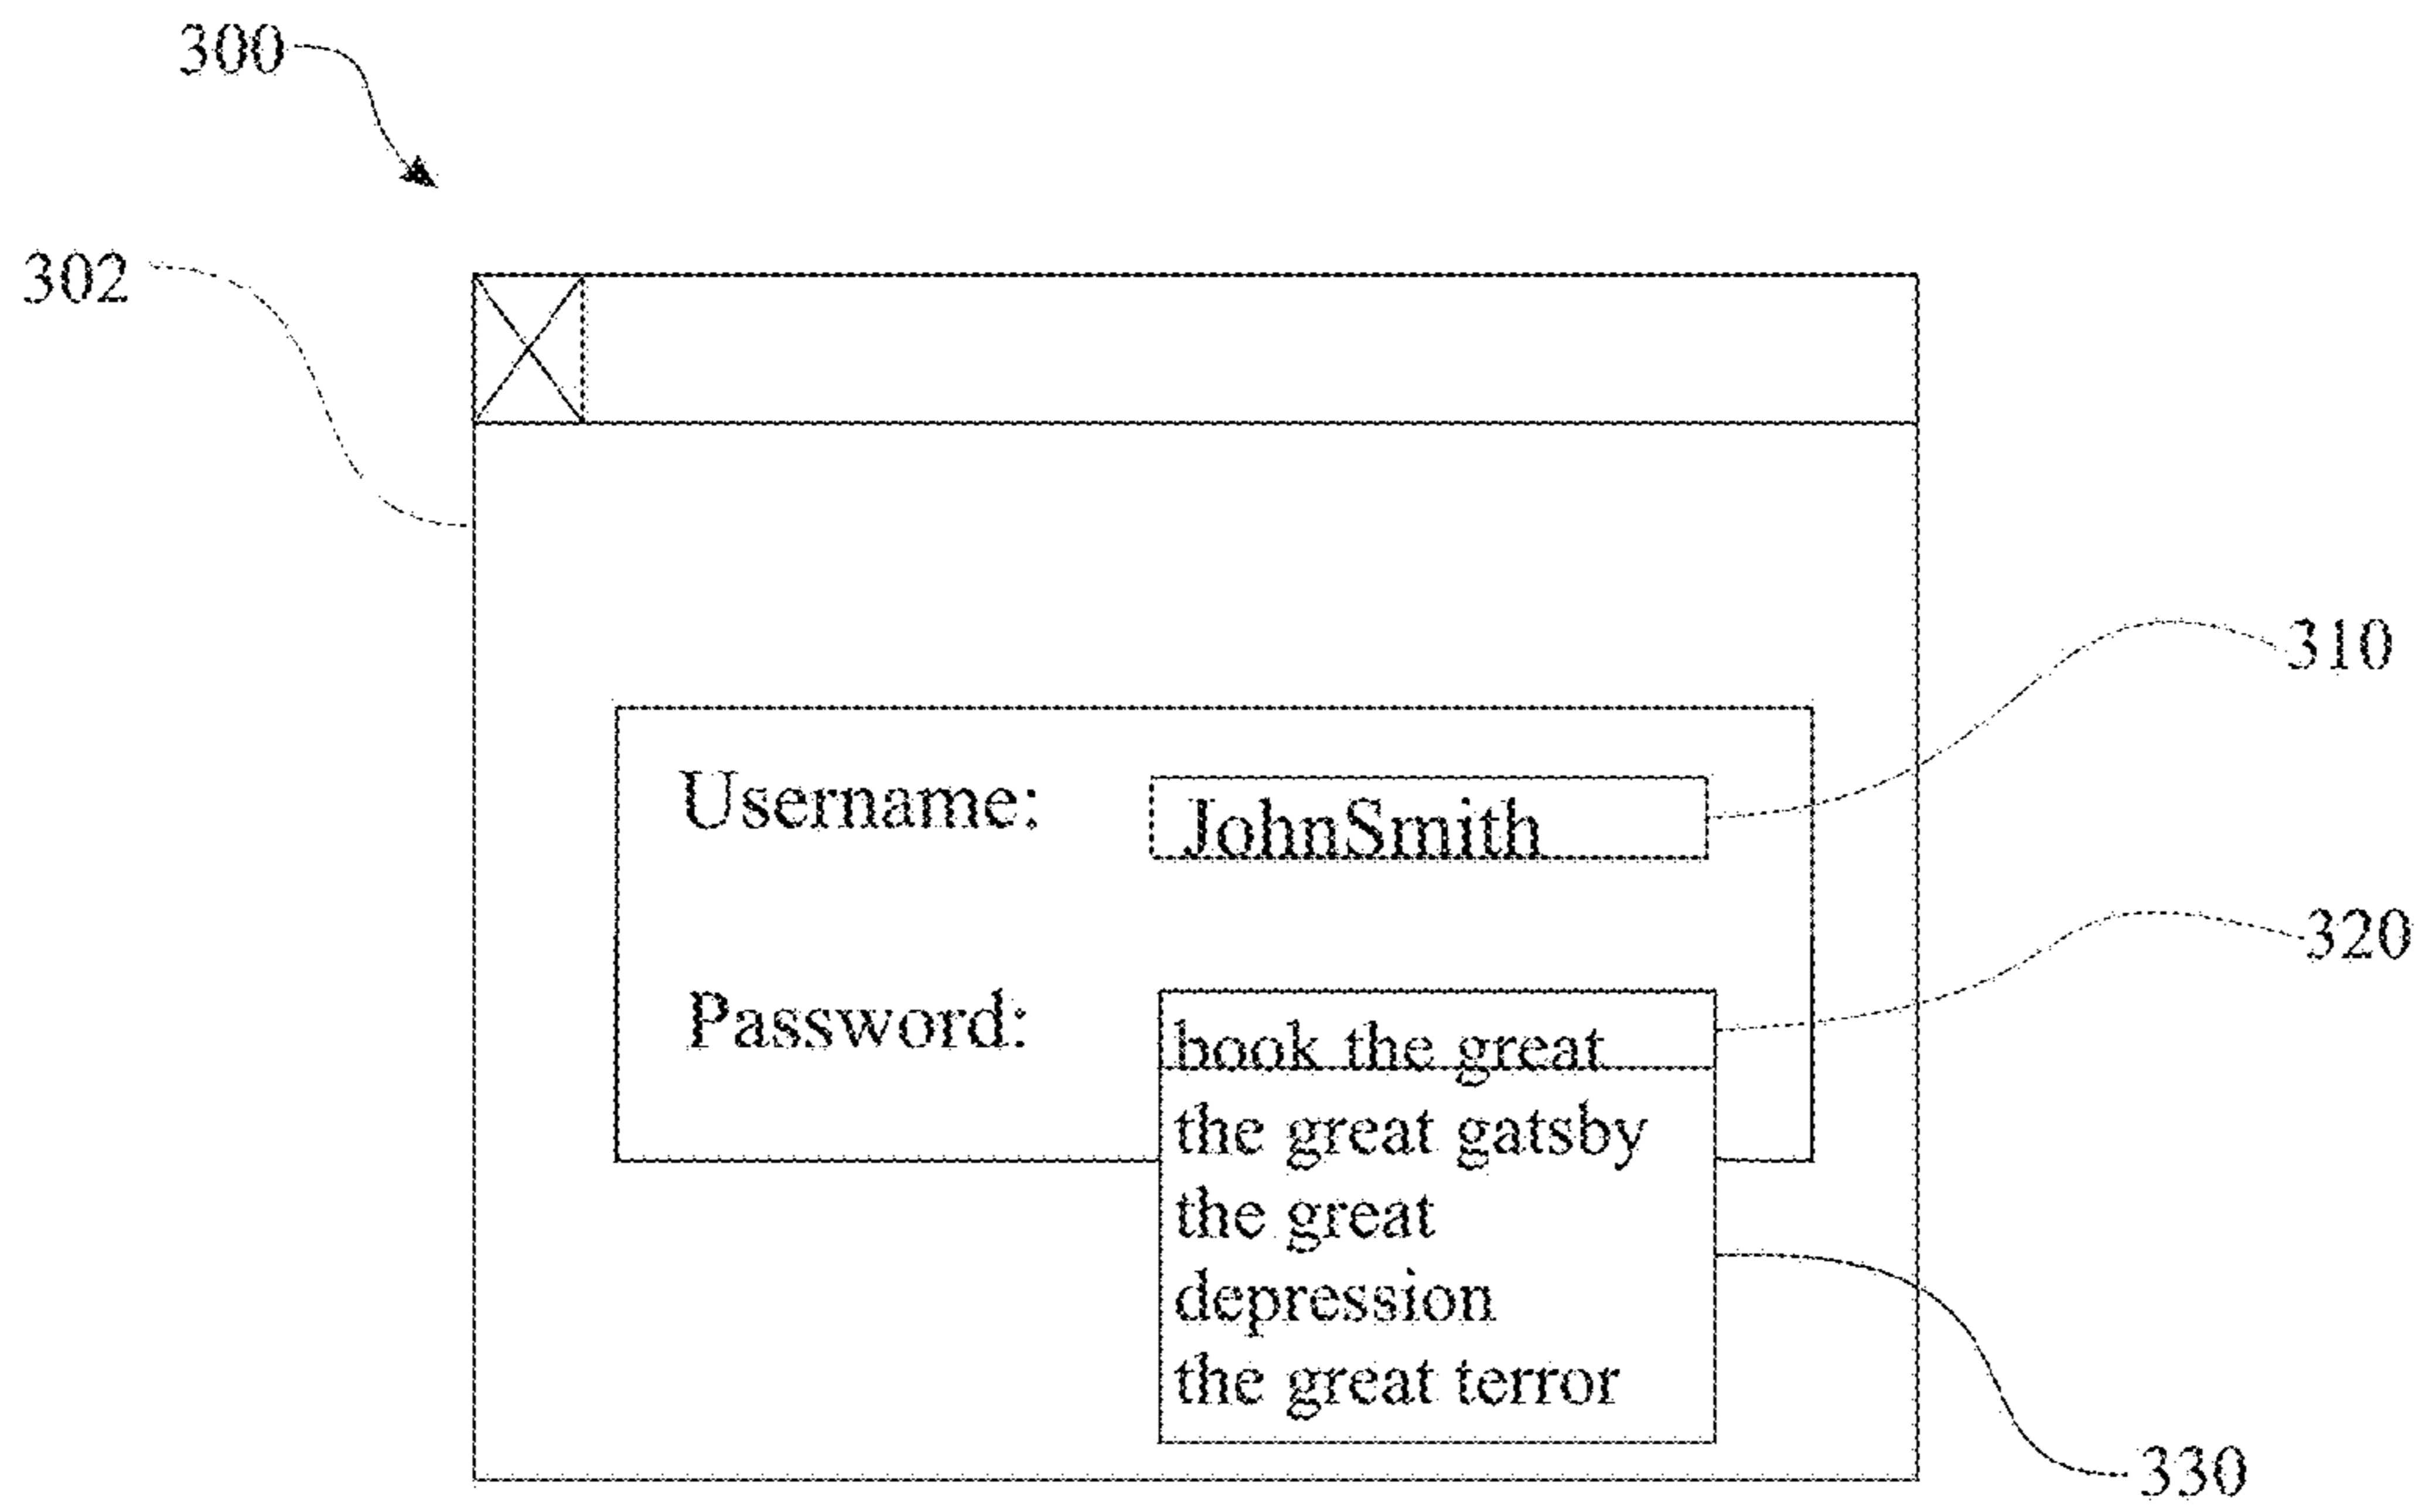 300
302
310
Username: JohnSmith
320
Password: book the great
the great gatsby
the great
depression
the great terror
330